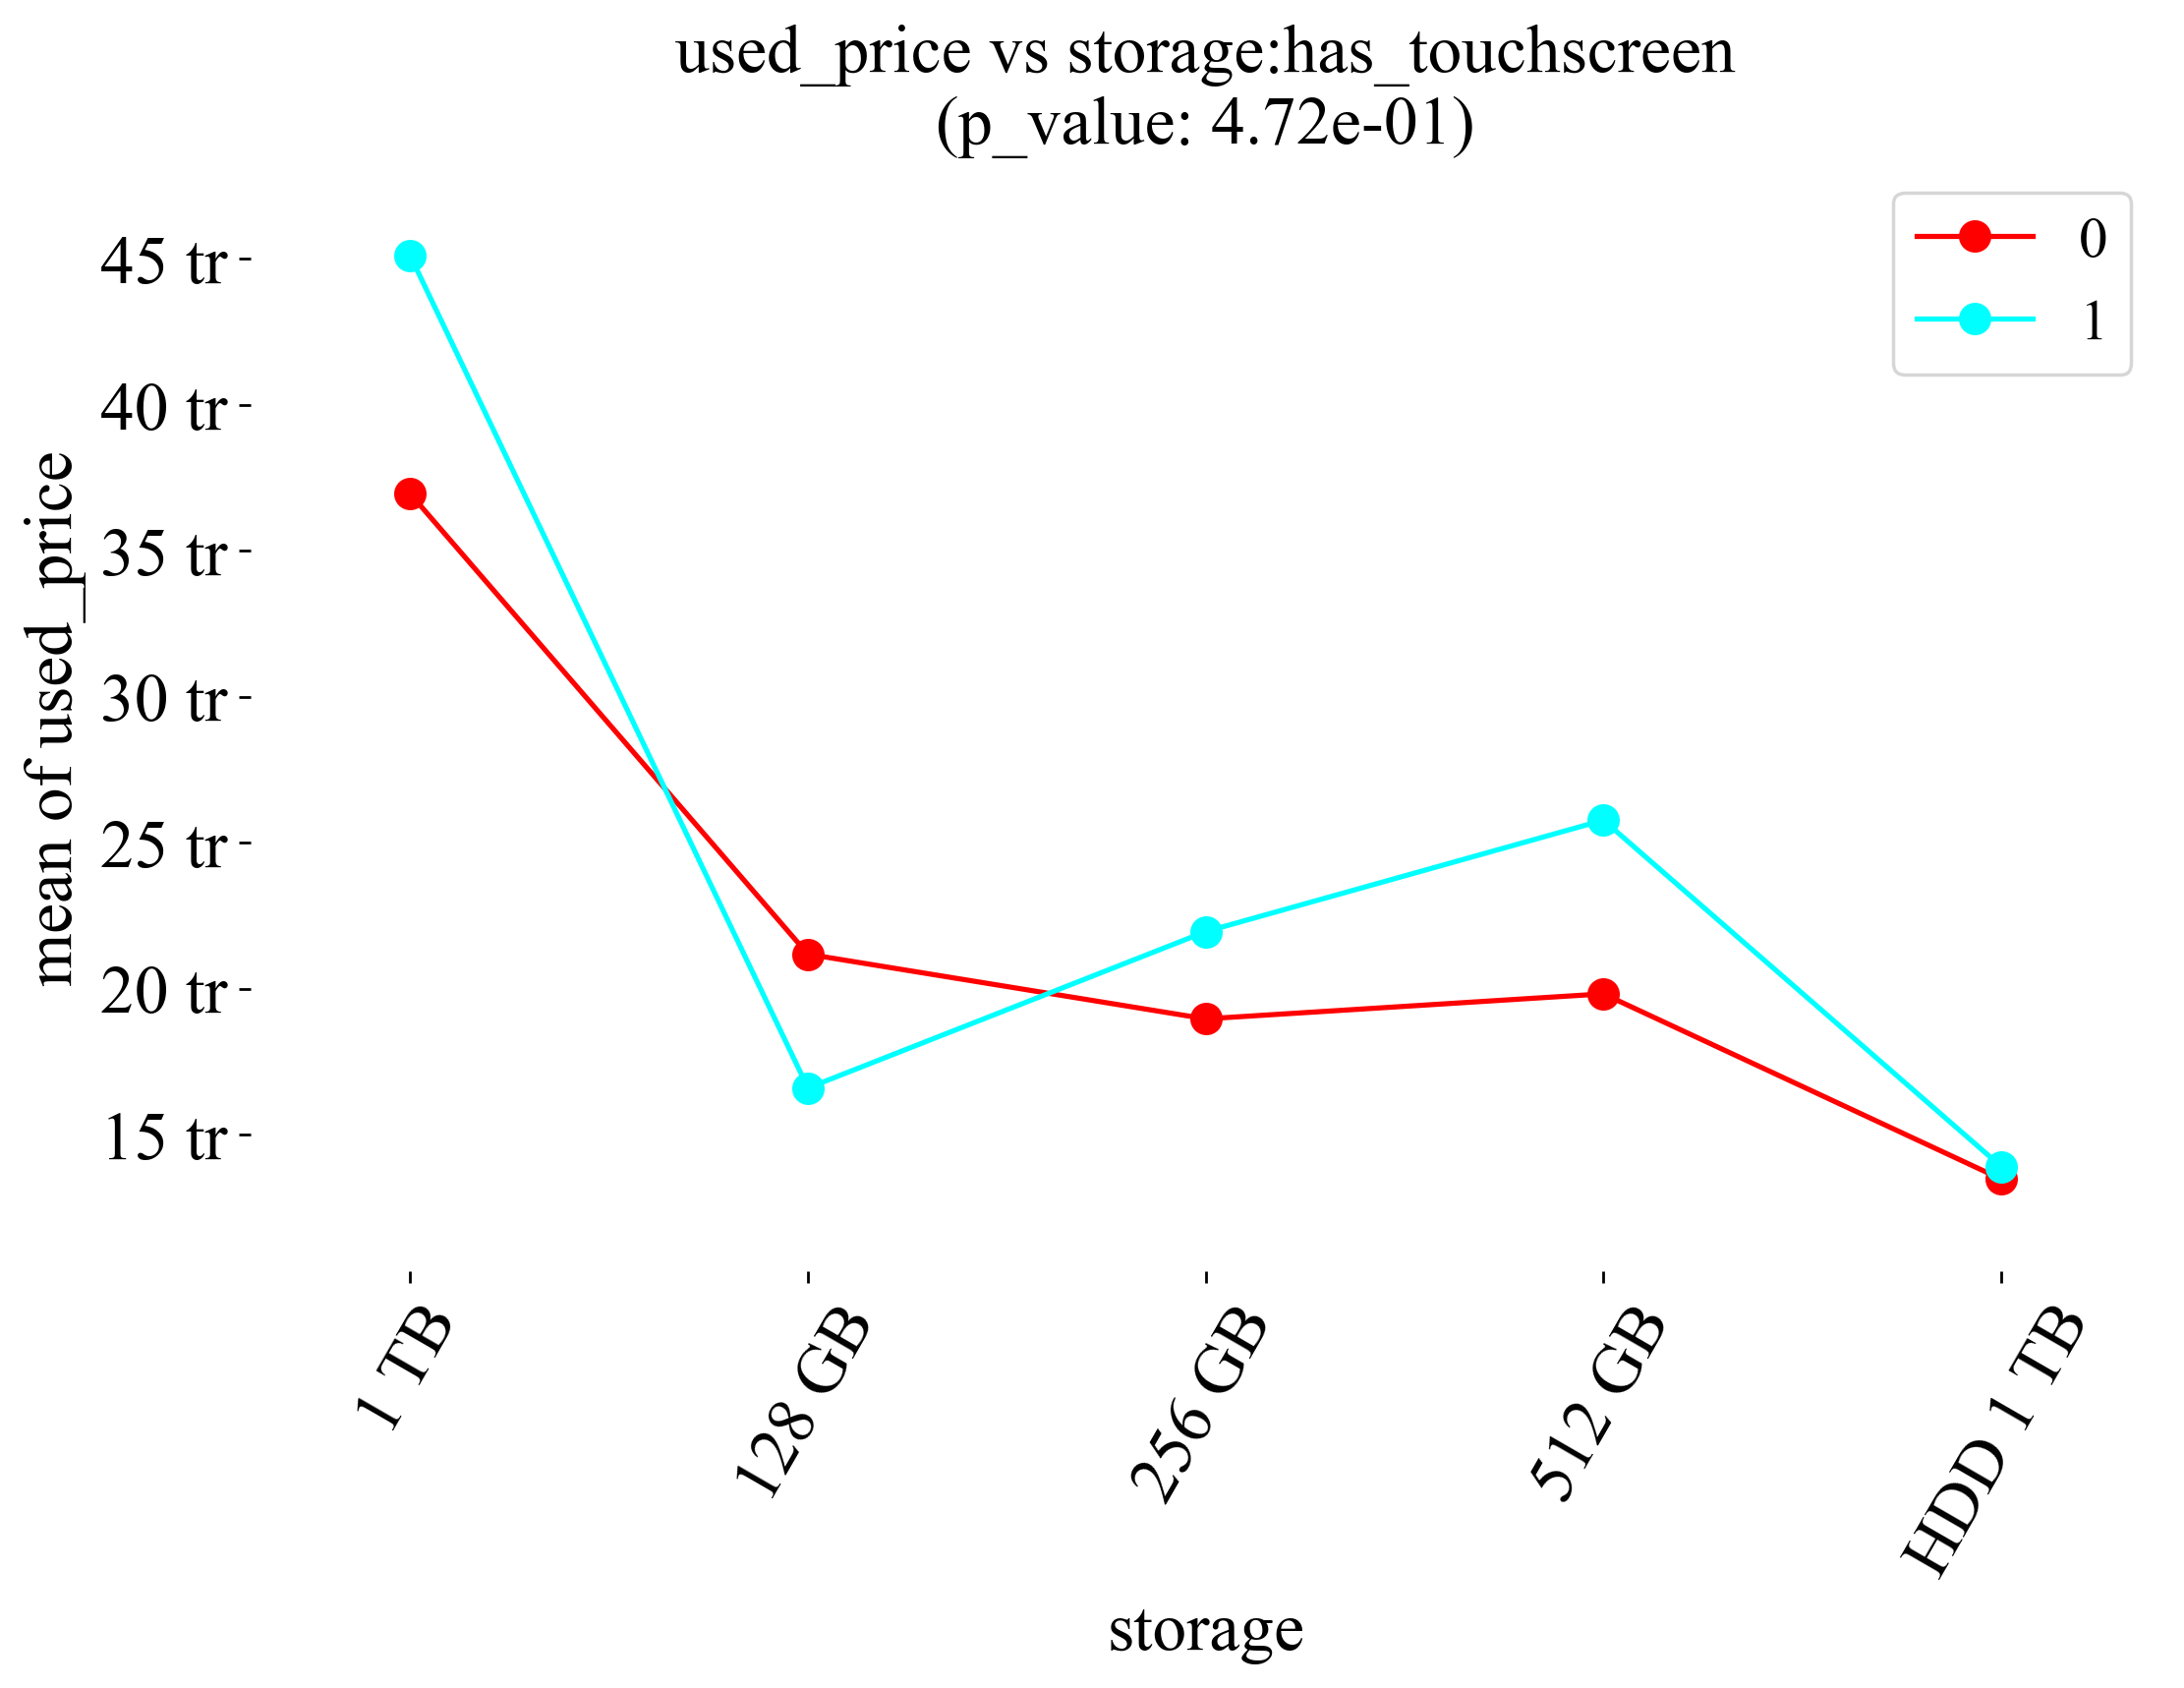 used_price vs storage:has_touchscreen
(p_value: 4.72e-01)
0
1
mean of used_price
45 tr
40 tr
35 tr
30 tr
25 tr
20 tr
15 tr
1 TB
128 GB
256 GB
512 GB
HDD 1 TB
storage